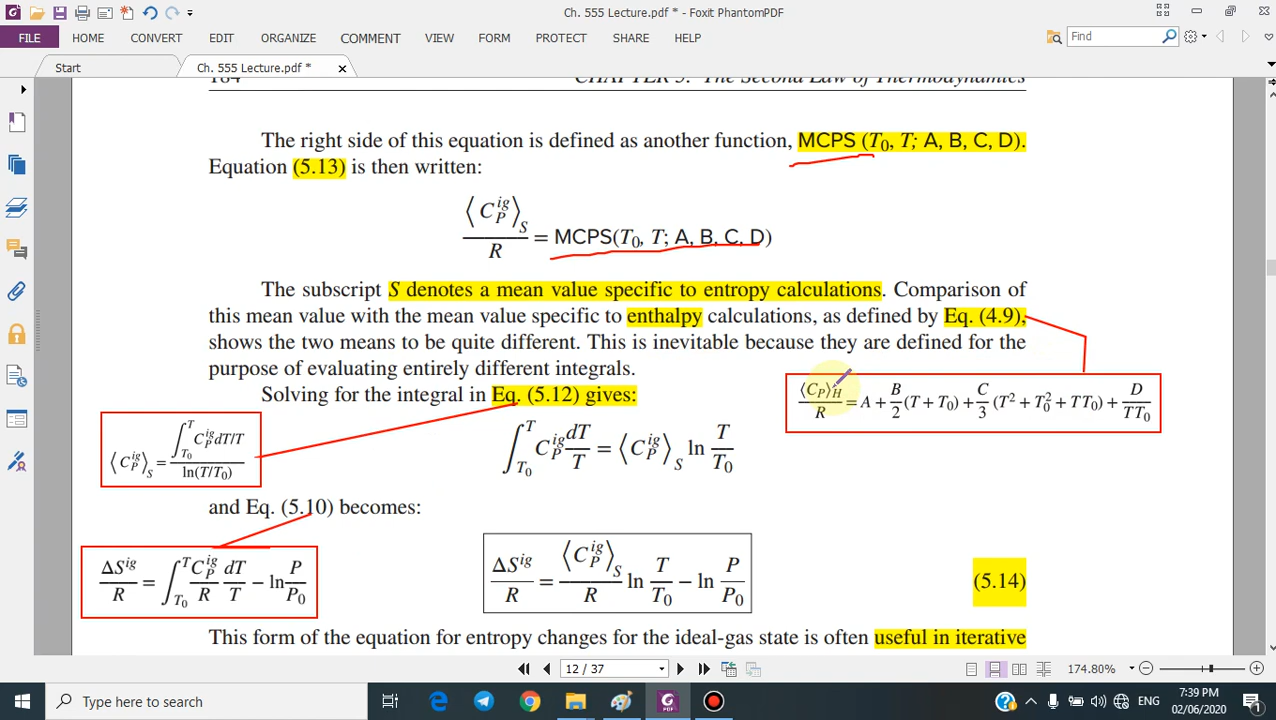 Ch. 555 Lecture.pdf * - Foxit PhantomPDF
FILE HOME CONVERT EDIT ORGANIZE COMMENT VIEW FORM PROTECT SHARE HELP Find
Start Ch. 555 Lecture.pdf *
184 CHAPTER 5. The Second Law of Thermodynamics
The right side of this equation is defined as another function, MCPS (T₀, T; A, B, C, D).
Equation (5.13) is then written:
⟨C_P^ig⟩_S / R = MCPS(T₀, T; A, B, C, D)
The subscript S denotes a mean value specific to entropy calculations. Comparison of
this mean value with the mean value specific to enthalpy calculations, as defined by Eq. (4.9),
shows the two means to be quite different. This is inevitable because they are defined for the
purpose of evaluating entirely different integrals.
⟨C_P⟩_H / R = A + B/2 (T + T₀) + C/3 (T² + T₀² + TT₀) + D/TT₀
Solving for the integral in Eq. (5.12) gives:
⟨C_P^ig⟩_S = ∫_T₀^T C_P^ig dT/T / ln(T/T₀)
∫_T₀^T C_P^ig dT/T = ⟨C_P^ig⟩_S ln T/T₀
and Eq. (5.10) becomes:
ΔS^ig / R = ∫_T₀^T C_P^ig/R dT/T − ln P/P₀
ΔS^ig / R = ⟨C_P^ig⟩_S / R ln T/T₀ − ln P/P₀ (5.14)
This form of the equation for entropy changes for the ideal-gas state is often useful in iterative
12 / 37 174.80%
Type here to search ENG 7:39 PM
02/06/2020